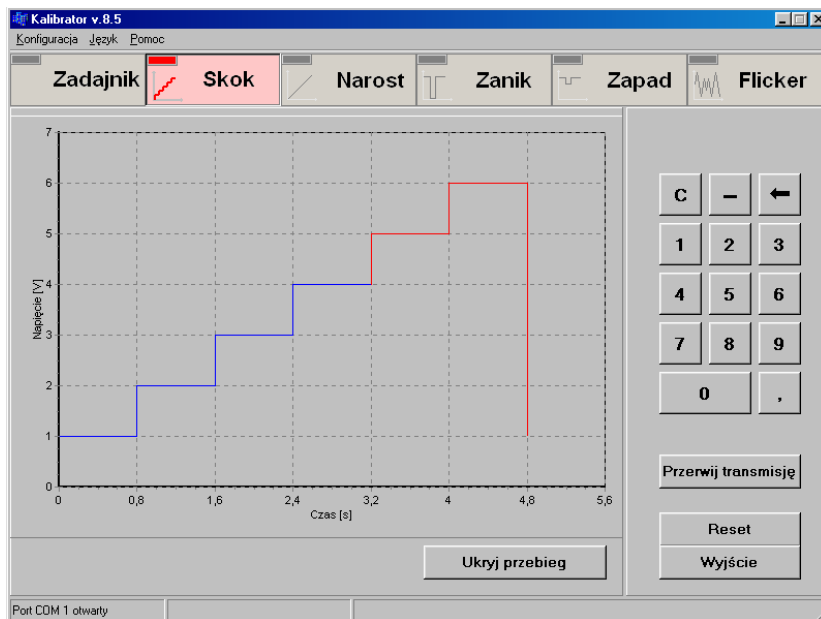 Kalibrator v.8.5
Konfiguracja Język Pomoc
Zadajnik Skok Narost Zanik Zapad Flicker
7
6
5
4
3
2
1
0
Napięcie [V]
0 0,8 1,6 2,4 3,2 4 4,8 5,6
Czas [s]
C – ←
1 2 3
4 5 6
7 8 9
0 ,
Przerwij transmisję
Reset
Wyjście
Ukryj przebieg
Port COM 1 otwarty